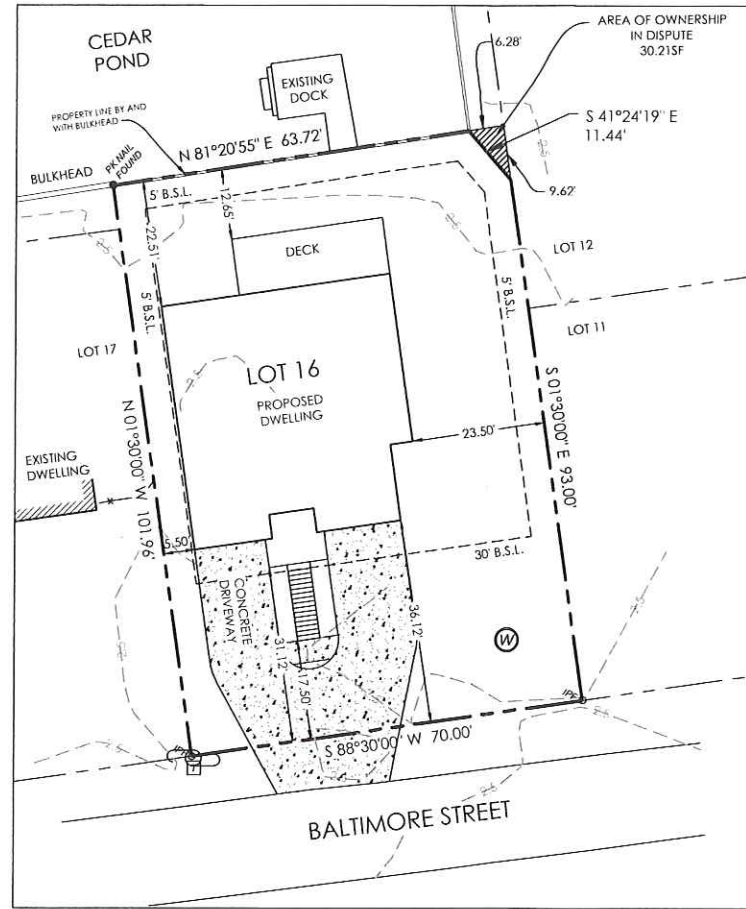 CEDAR
POND
AREA OF OWNERSHIP
IN DISPUTE
30.21SF
6.28'
EXISTING
DOCK
PROPERTY LINE BY AND
WITH BULKHEAD
S 41°24'19" E
11.44'
N 81°20'55" E 63.72'
BULKHEAD
PK NAIL
FOUND
9.62'
5' B.S.L.
12.65'
22.51'
DECK
LOT 12
5' B.S.L.
5' B.S.L.
LOT 11
LOT 17
LOT 16
PROPOSED
DWELLING
N 01°30'00" W 101.96'
S 01°30'00" E 93.00'
23.50'
EXISTING
DWELLING
5.50'
30' B.S.L.
CONCRETE
DRIVEWAY
36.12'
31.12'
17.50'
W
IPF
IPF
T
S 88°30'00" W 70.00'
BALTIMORE STREET